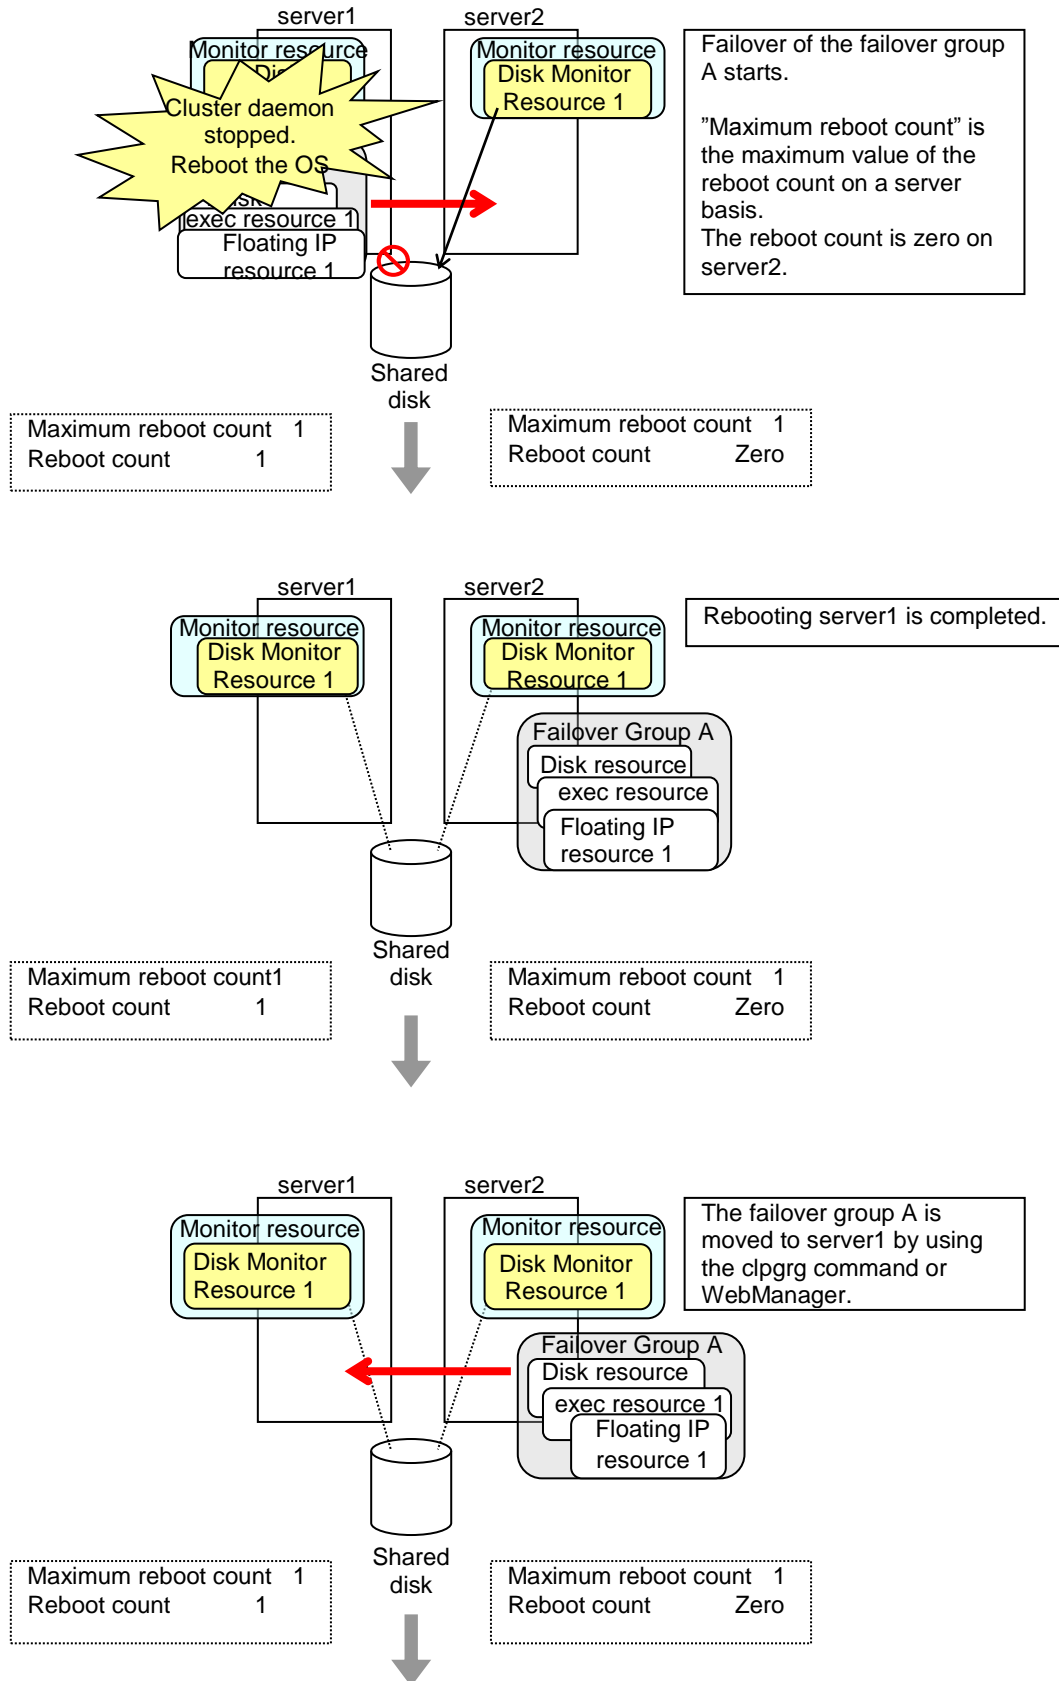 server1
server2
Monitor resource
Cluster daemon
stopped.
Reboot the OS
exec resource 1
Floating IP
resource 1
Monitor resource
Disk Monitor
Resource 1
Failover of the failover group
A starts.
”Maximum reboot count” is
the maximum value of the
reboot count on a server
basis.
The reboot count is zero on
server2.
Shared
disk
Maximum reboot count 1
Reboot count 1
Maximum reboot count 1
Reboot count Zero
server1
server2
Monitor resource
Disk Monitor
Resource 1
Monitor resource
Disk Monitor
Resource 1
Rebooting server1 is completed.
Failover Group A
Disk resource
exec resource
Floating IP
resource 1
Shared
disk
Maximum reboot count1
Reboot count 1
Maximum reboot count 1
Reboot count Zero
server1
server2
Monitor resource
Disk Monitor
Resource 1
Monitor resource
Disk Monitor
Resource 1
The failover group A is
moved to server1 by using
the clpgrg command or
WebManager.
Failover Group A
Disk resource
exec resource 1
Floating IP
resource 1
Shared
disk
Maximum reboot count 1
Reboot count 1
Maximum reboot count 1
Reboot count Zero